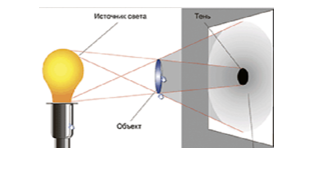 Источник света
Тень
Объект